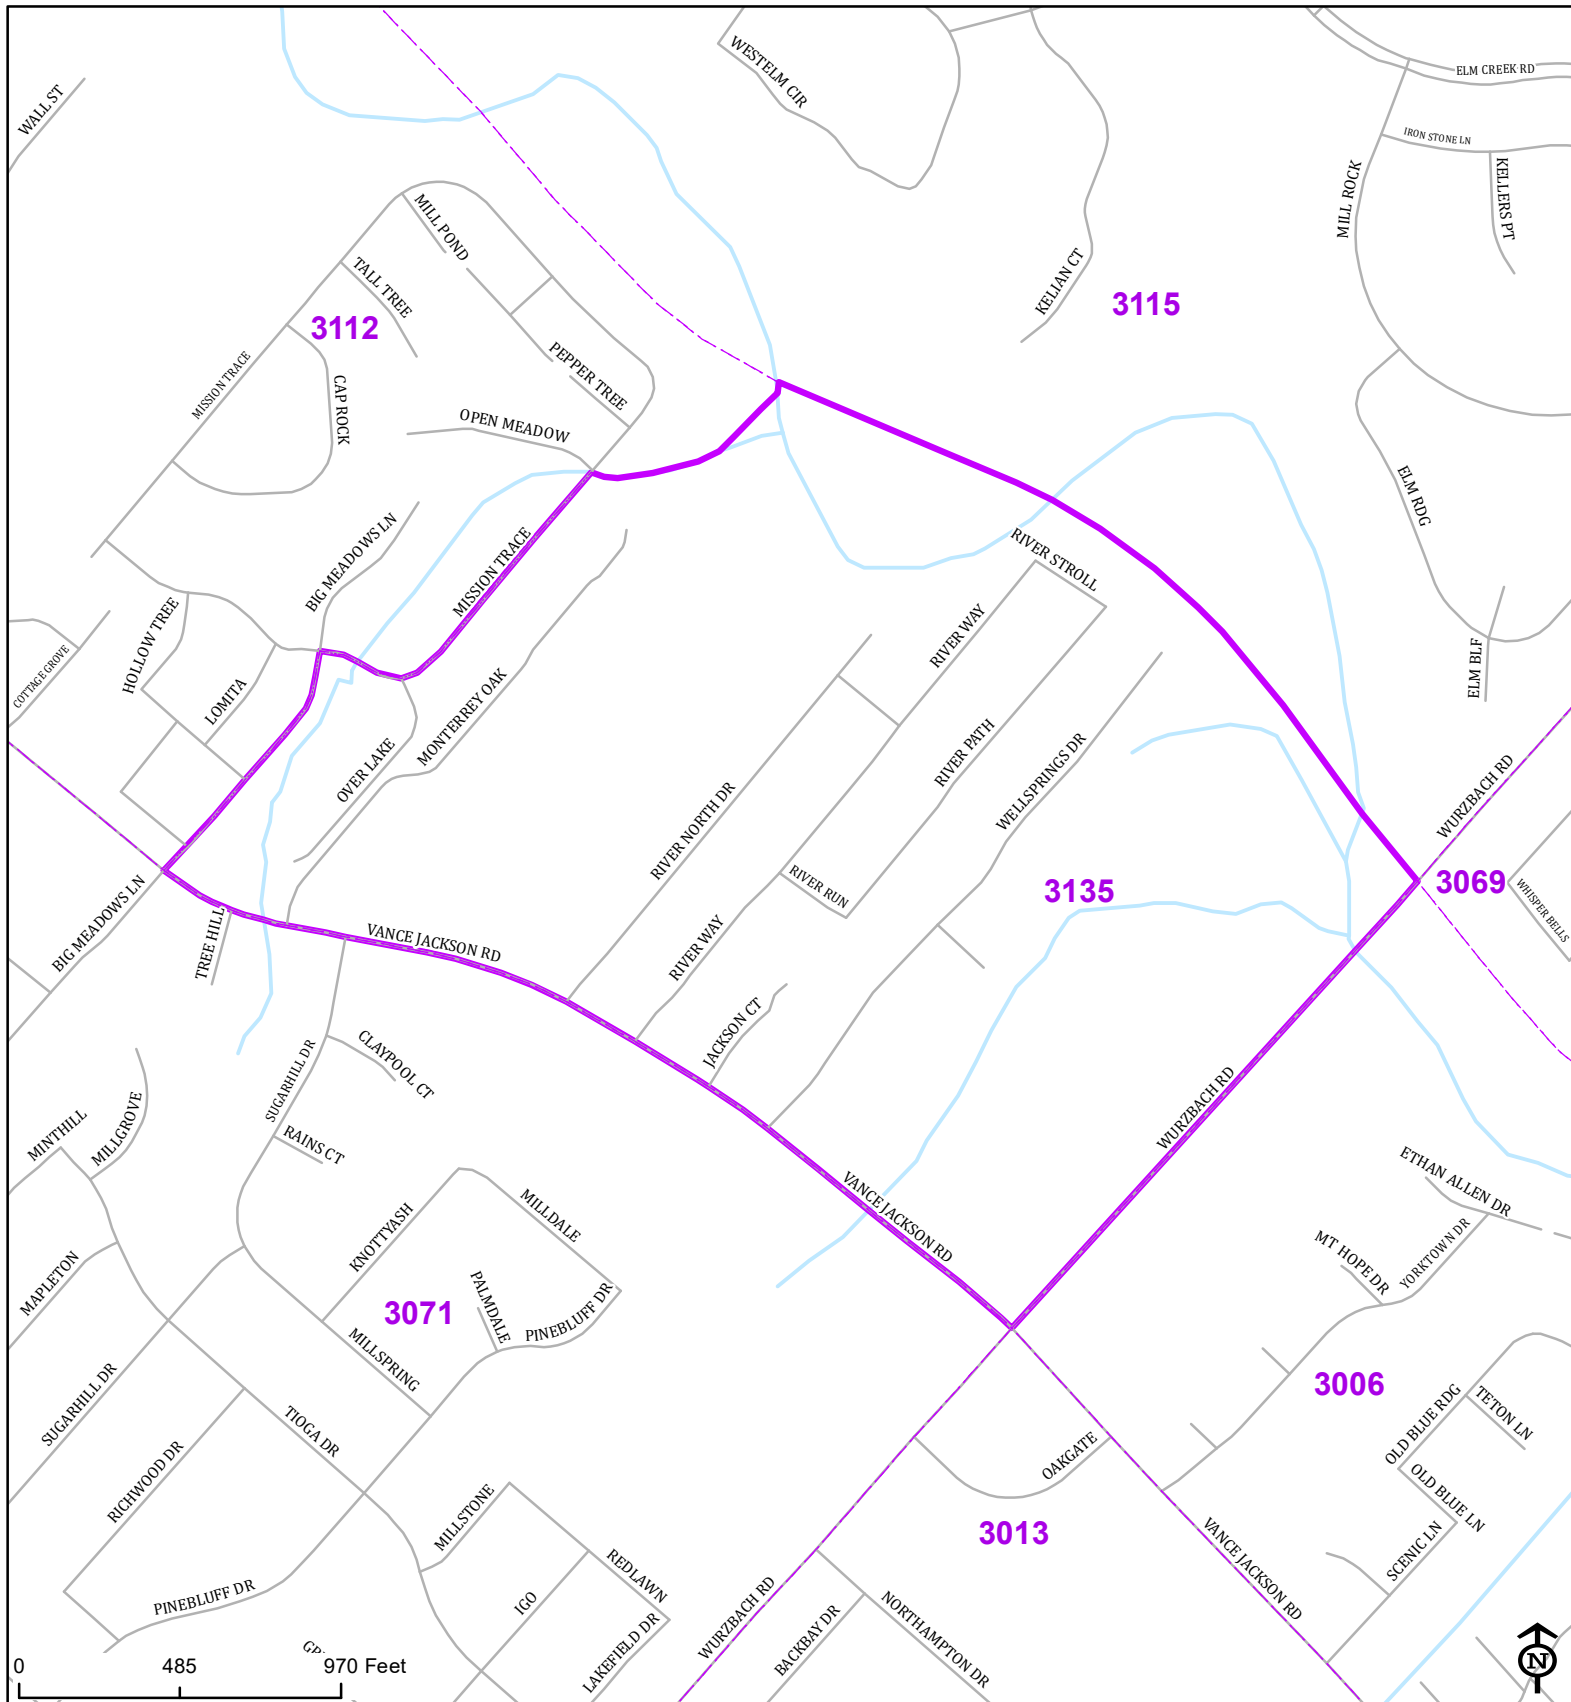 WESTELM CIR
ELM CREEK RD
WALL ST
IRON STONE LN
KELLERS PT
MILL ROCK
MILL POND
TALL TREE
KELIAN CT
3115
3112
PEPPER TREE
MISSION TRACE
CAP ROCK
OPEN MEADOW
ELM RDG
BIG MEADOWS LN
MISSION TRACE
RIVER STROLL
HOLLOW TREE
RIVER WAY
COTTAGE GROVE
ELM BLF
LOMITA
MONTERREY OAK
OVER LAKE
RIVER PATH
WELLSPRINGS DR
WURZBACH RD
RIVER NORTH DR
RIVER RUN
3135
3069
WHISPER BELLS
BIG MEADOWS LN
TREE HILL
VANCE JACKSON RD
RIVER WAY
JACKSON CT
CLAYPOOL CT
SUGARHILL DR
WURZBACH RD
MINTHILL
MILLGROVE
RAINS CT
ETHAN ALLEN DR
VANCE JACKSON RD
MILLDALE
KNOTTYASH
MT HOPE DR
YORKTOWN DR
MAPLETON
PALMDALE
3071
PINEBLUFF DR
MILLSPRING
3006
SUGARHILL DR
TIOGA DR
OLD BLUE RDG
TETON LN
RICHWOOD DR
OAKGATE
OLD BLUE LN
MILLSTONE
3013
VANCE JACKSON RD
SCENIC LN
PINEBLUFF DR
IGO
REDLAWN
WURZBACH RD
BACKBAY DR
NORTHAMPTON DR
LAKEFIELD DR
0 485 970 Feet
N